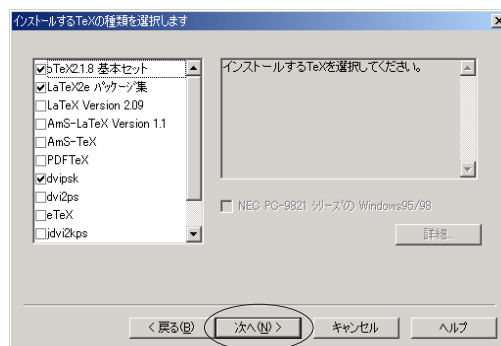 インストールするTeXの種類を選択します
pTeX2.1.8 基本セット
LaTeX2e パッケージ集
LaTeX Version 2.09
AmS-LaTeX Version 1.1
AmS-TeX
PDFTeX
dvipsk
dvi2ps
eTeX
jdvi2kps
インストールするTeXを選択してください。
NEC PC-9821 シリーズの Windows95/98
詳細...
< 戻る(B)
次へ(N) >
キャンセル
ヘルプ